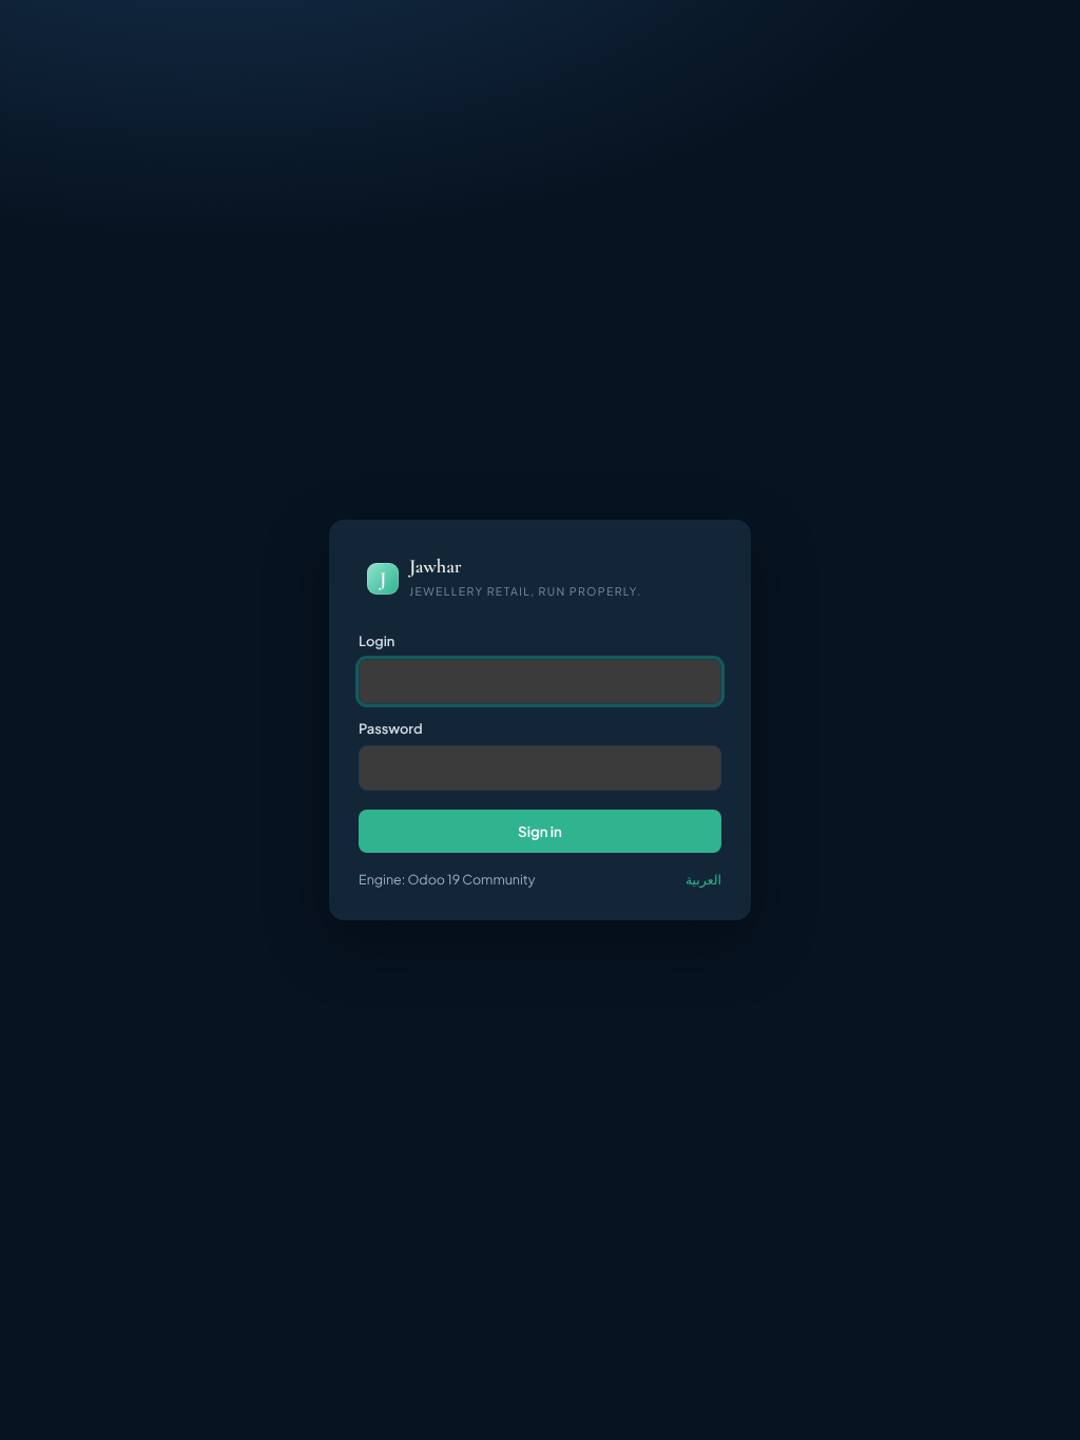 J
Jawhar
JEWELLERY RETAIL, RUN PROPERLY.
Login
Password
Sign in
Engine: Odoo 19 Community
العربية